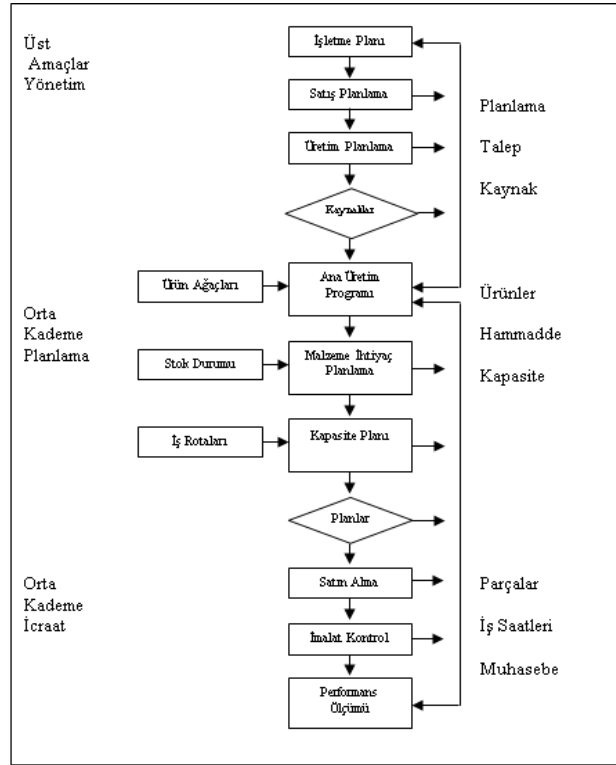 Üst
Amaçlar
Yönetim
İşletme Planı
Satış Planlama
Planlama
Üretim Planlama
Talep
Kaynak
Kaynaklar
Orta
Kademe
Planlama
Ürün Ağaçları
Ana Üretim
Programı
Ürünler
Hammadde
Stok Durumu
Malzeme İhtiyaç
Planlama
Kapasite
İş Rotaları
Kapasite Planı
Planlar
Orta
Kademe
İcraat
Satın Alma
Parçalar
İmalat Kontrol
İş Saatleri
Muhasebe
Performans
Ölçümü